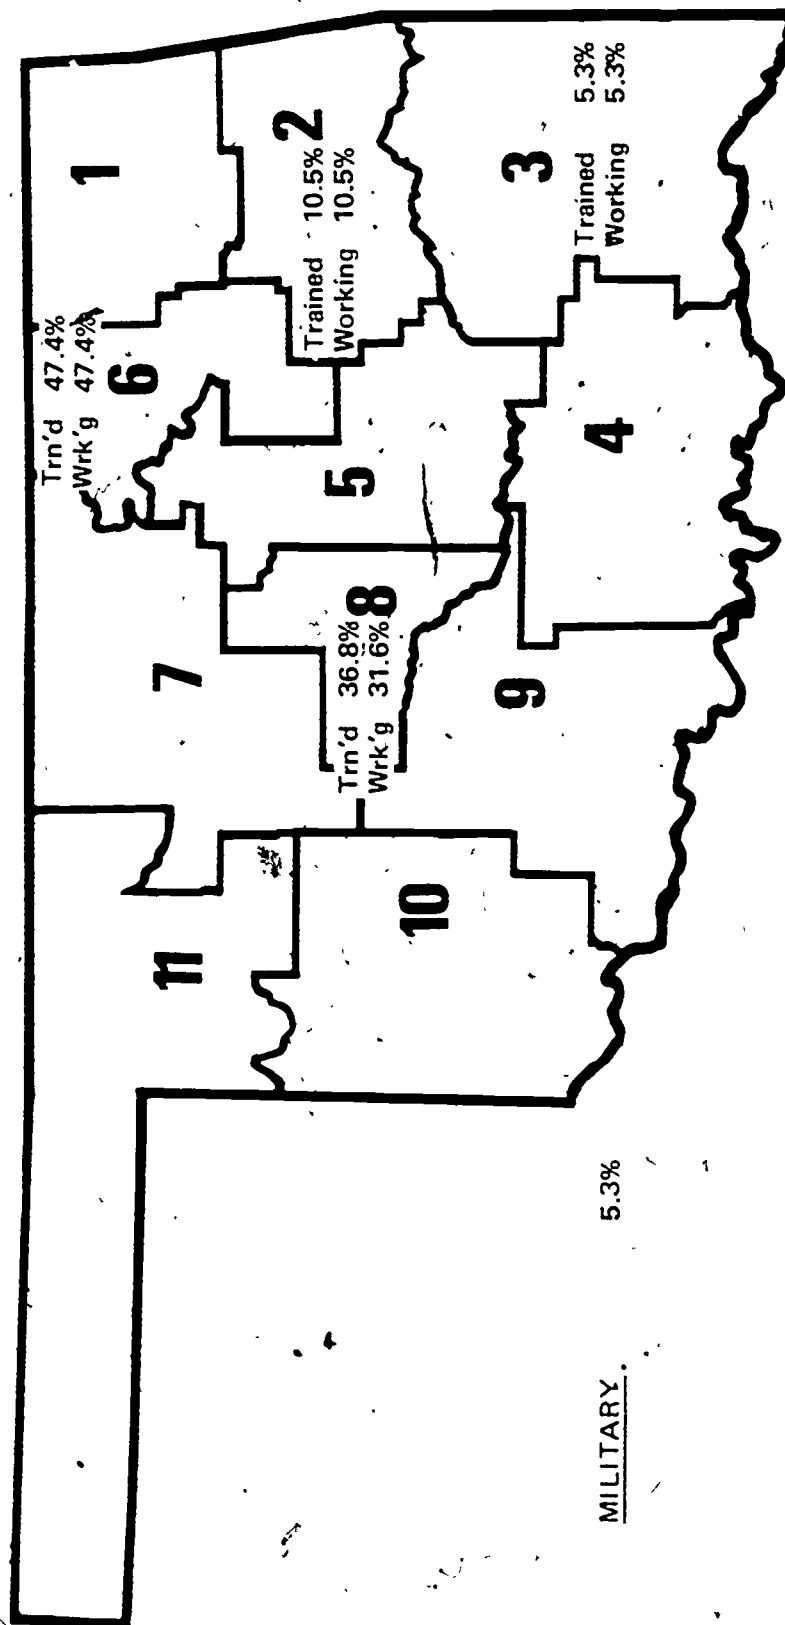 1
Trn'd 47.4%
Wrk'g 47.4%
6
2
Trained 10.5%
Working 10.5%
7
11
5
8
Trn'd 36.8%
Wrk'g 31.6%
10
9
3
Trained 5.3%
Working 5.3%
4
MILITARY 5.3%